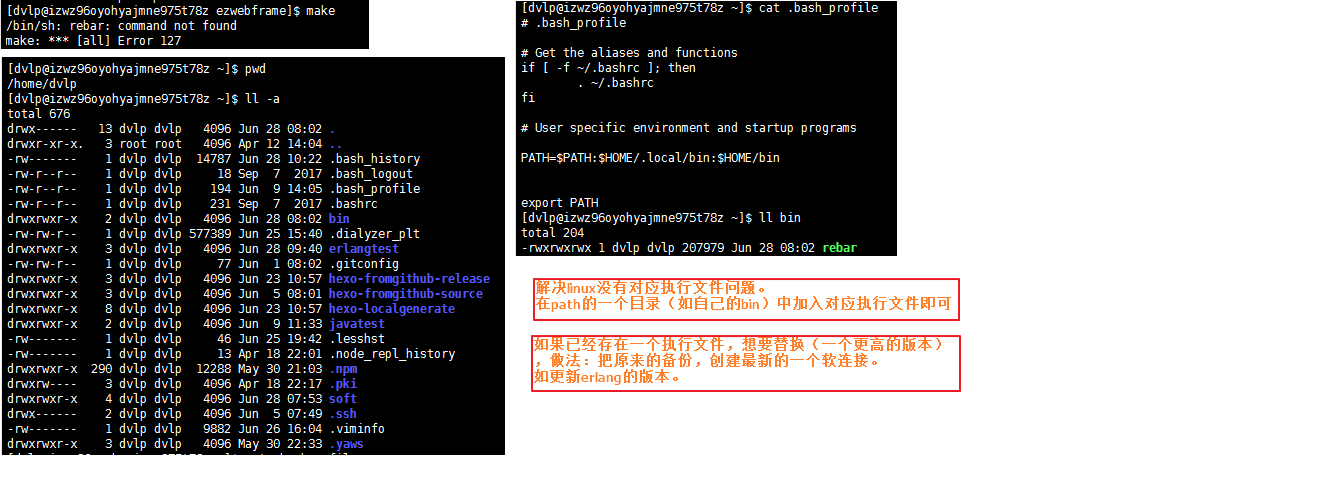 [dvlp@izwz96oyohyajmne975t78z ezwebframe]$ make
/bin/sh: rebar: command not found
make: *** [all] Error 127
[dvlp@izwz96oyohyajmne975t78z ~]$ pwd
/home/dvlp
[dvlp@izwz96oyohyajmne975t78z ~]$ ll -a
total 676
drwx------ 13 dvlp dvlp 4096 Jun 28 08:02 .
drwxr-xr-x. 3 root root 4096 Apr 12 14:04 ..
-rw------- 1 dvlp dvlp 14787 Jun 28 10:22 .bash_history
-rw-r--r-- 1 dvlp dvlp 18 Sep 7 2017 .bash_logout
-rw-r--r-- 1 dvlp dvlp 194 Jun 9 14:05 .bash_profile
-rw-r--r-- 1 dvlp dvlp 231 Sep 7 2017 .bashrc
drwxrwxr-x 2 dvlp dvlp 4096 Jun 28 08:02 bin
-rw-rw-r-- 1 dvlp dvlp 577389 Jun 25 15:40 .dialyzer_plt
drwxrwxr-x 3 dvlp dvlp 4096 Jun 28 09:40 erlangtest
-rw-rw-r-- 1 dvlp dvlp 77 Jun 1 08:02 .gitconfig
drwxrwxr-x 3 dvlp dvlp 4096 Jun 23 10:57 hexo-fromgithub-release
drwxrwxr-x 3 dvlp dvlp 4096 Jun 5 08:01 hexo-fromgithub-source
drwxrwxr-x 8 dvlp dvlp 4096 Jun 23 10:57 hexo-localgenerate
drwxrwxr-x 2 dvlp dvlp 4096 Jun 9 11:33 javatest
-rw------- 1 dvlp dvlp 46 Jun 25 19:42 .lesshst
-rw------- 1 dvlp dvlp 13 Apr 18 22:01 .node_repl_history
drwxrwxr-x 290 dvlp dvlp 12288 May 30 21:03 .npm
drwxrw---- 3 dvlp dvlp 4096 Apr 18 22:17 .pki
drwxrwxr-x 4 dvlp dvlp 4096 Jun 28 07:53 soft
drwx------ 2 dvlp dvlp 4096 Jun 5 07:49 .ssh
-rw------- 1 dvlp dvlp 9882 Jun 26 16:04 .viminfo
drwxrwxr-x 3 dvlp dvlp 4096 May 30 22:33 .yaws
[dvlp@izwz96oyohyajmne975t78z ~]$ cat .bash_profile
# .bash_profile
# Get the aliases and functions
if [ -f ~/.bashrc ]; then
. ~/.bashrc
fi
# User specific environment and startup programs
PATH=$PATH:$HOME/.local/bin:$HOME/bin
export PATH
[dvlp@izwz96oyohyajmne975t78z ~]$ ll bin
total 204
-rwxrwxrwx 1 dvlp dvlp 207979 Jun 28 08:02 rebar
解决linux没有对应执行文件问题。
在path的一个目录（如自己的bin）中加入对应执行文件即可
如果已经存在一个执行文件，想要替换（一个更高的版本）
，做法：把原来的备份，创建最新的一个软连接。
如更新erlang的版本。